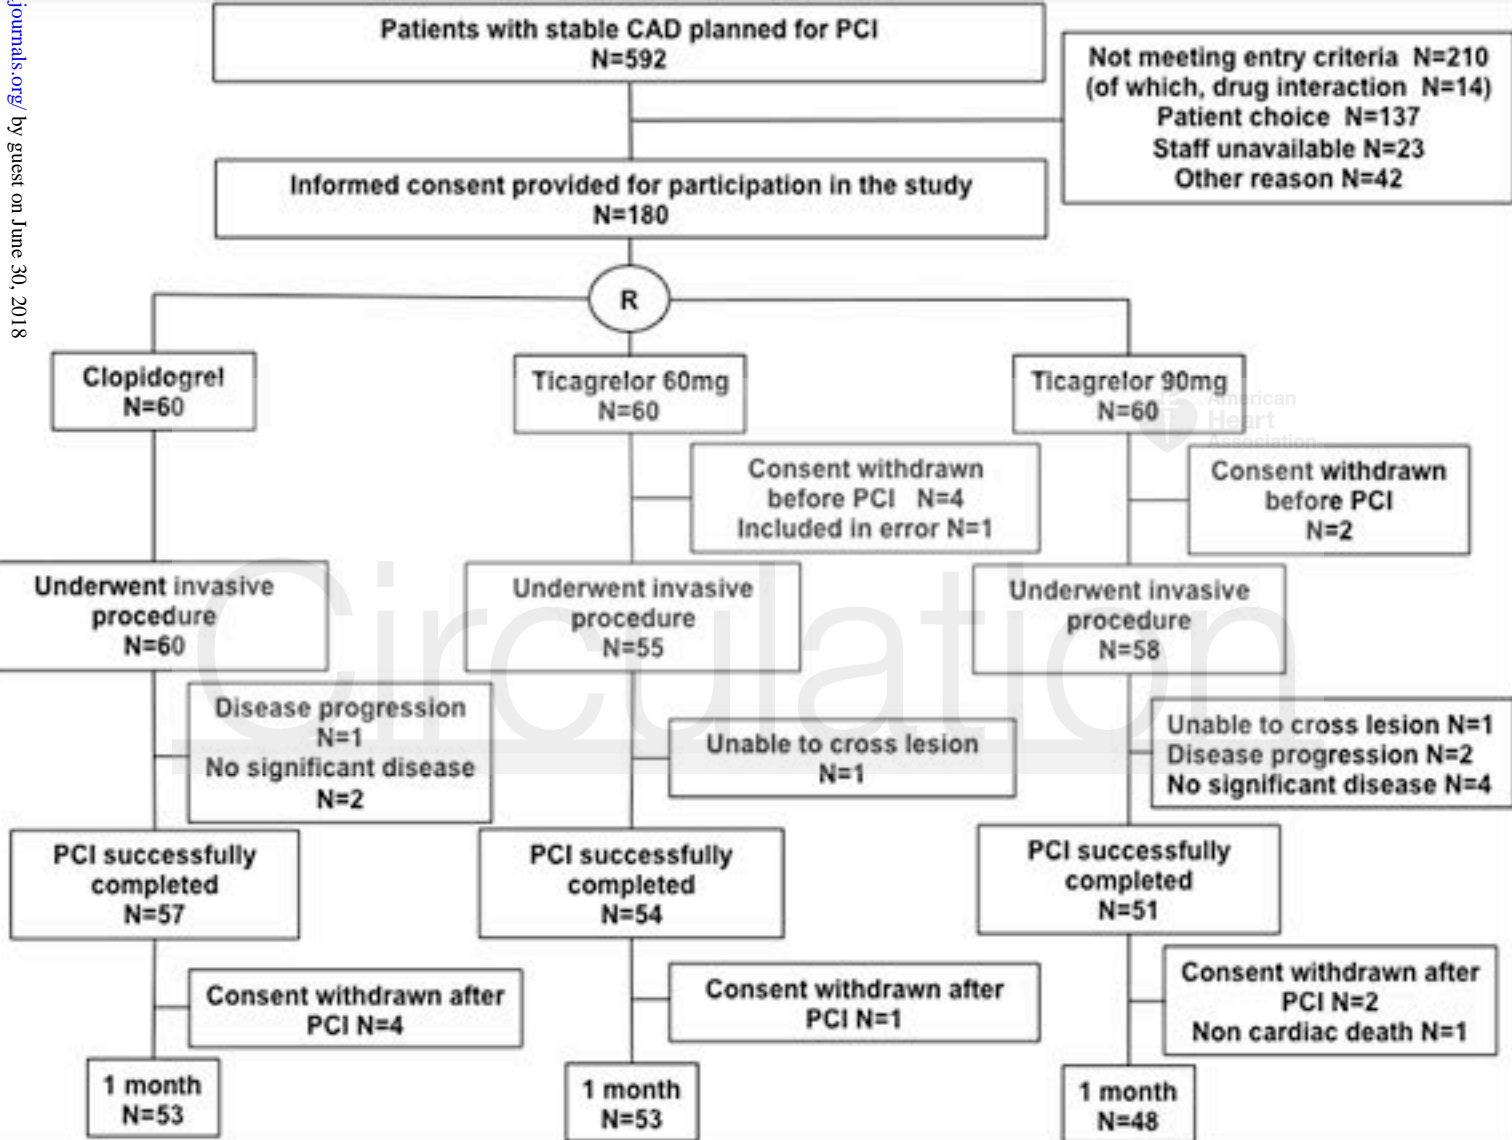 journals.org/ by guest on June 30, 2018
Patients with stable CAD planned for PCI
N=592
Not meeting entry criteria N=210
(of which, drug interaction N=14)
Patient choice N=137
Staff unavailable N=23
Other reason N=42
Informed consent provided for participation in the study
N=180
R
Clopidogrel
N=60
Ticagrelor 60mg
N=60
Ticagrelor 90mg
N=60
American
Heart
Association
Consent withdrawn
before PCI N=4
Included in error N=1
Consent withdrawn
before PCI
N=2
Underwent invasive
procedure
N=60
Underwent invasive
procedure
N=55
Underwent invasive
procedure
N=58
Circulation
Disease progression
N=1
No significant disease
N=2
Unable to cross lesion
N=1
Unable to cross lesion N=1
Disease progression N=2
No significant disease N=4
PCI successfully
completed
N=57
PCI successfully
completed
N=54
PCI successfully
completed
N=51
Consent withdrawn after
PCI N=4
Consent withdrawn after
PCI N=1
Consent withdrawn after
PCI N=2
Non cardiac death N=1
1 month
N=53
1 month
N=53
1 month
N=48